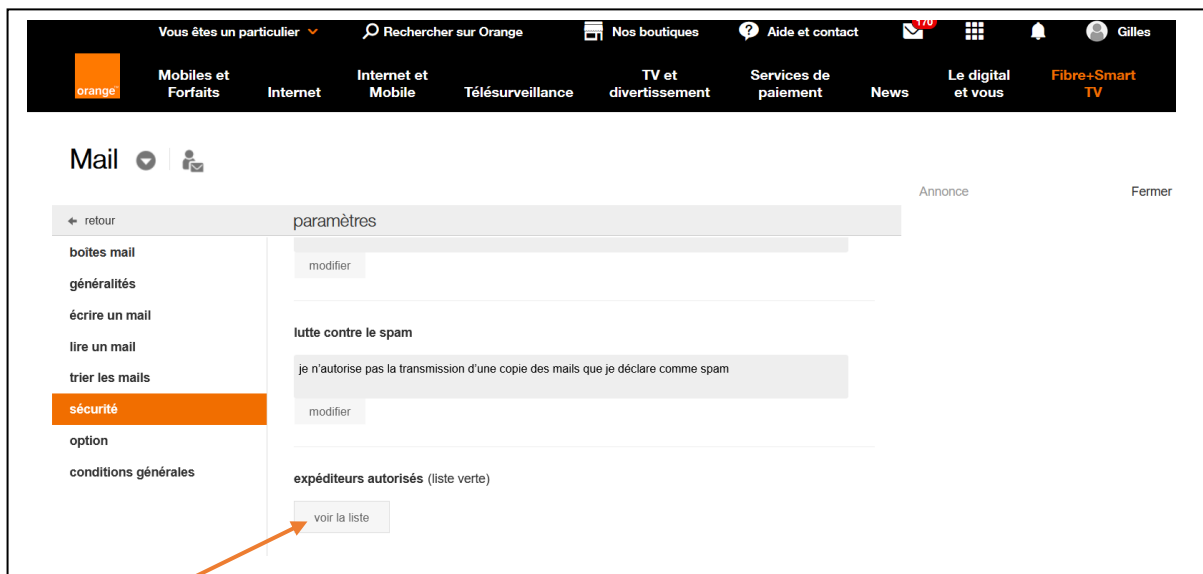 Vous êtes un particulier Rechercher sur Orange Nos boutiques Aide et contact 170 Gilles
orange™ Mobiles et Forfaits Internet Internet et Mobile Télésurveillance TV et divertissement Services de paiement News Le digital et vous Fibre+Smart TV
Mail
Annonce Fermer
retour paramètres
boîtes mail
modifier
généralités
écrire un mail
lutte contre le spam
lire un mail
je n'autorise pas la transmission d'une copie des mails que je déclare comme spam
trier les mails
sécurité
modifier
option
conditions générales
expéditeurs autorisés (liste verte)
voir la liste